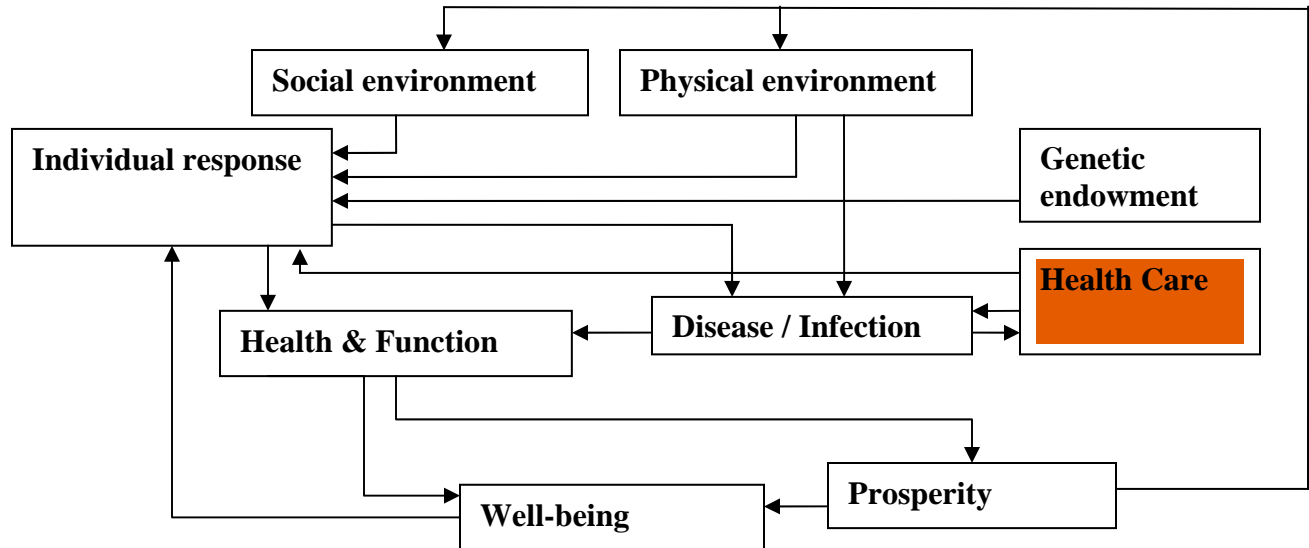 Social environment
Physical environment
Individual response
Genetic
endowment
Health Care
Disease / Infection
Health & Function
Prosperity
Well-being